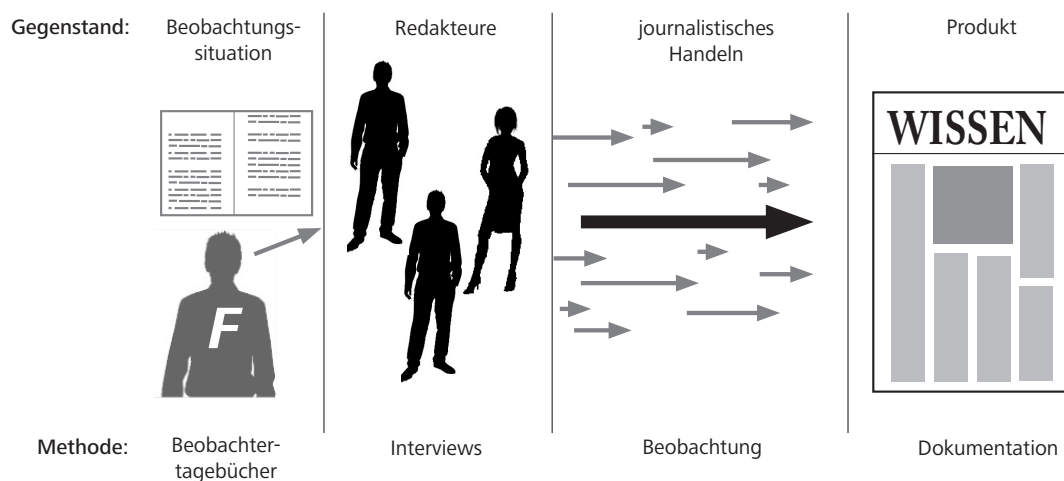 Gegenstand: Beobachtungs- Redakteure journalistisches Produkt
situation Handeln
WISSEN
F
Methode: Beobachter- Interviews Beobachtung Dokumentation
tagebücher